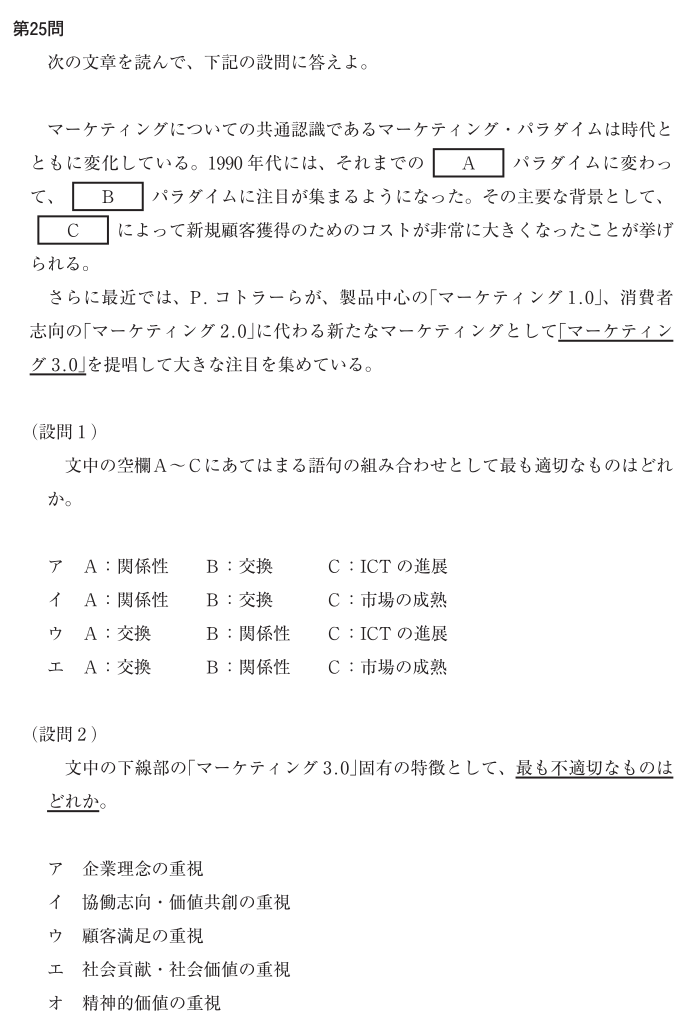 第25問
次の文章を読んで、下記の設問に答えよ。
マーケティングについての共通認識であるマーケティング・パラダイムは時代と
ともに変化している。1990 年代には、それまでの A パラダイムに変わっ
て、 B パラダイムに注目が集まるようになった。その主要な背景として、
C によって新規顧客獲得のためのコストが非常に大きくなったことが挙げ
られる。
さらに最近では、P. コトラーらが、製品中心の「マーケティング 1.0」、消費者
志向の「マーケティング 2.0」に代わる新たなマーケティングとして「マーケティン
グ 3.0」を提唱して大きな注目を集めている。
(設問 1 )
文中の空欄A〜Cにあてはまる語句の組み合わせとして最も適切なものはどれ
か。
ア A:関係性 B:交換 C:ICT の進展
イ A:関係性 B:交換 C:市場の成熟
ウ A:交換 B:関係性 C:ICT の進展
エ A:交換 B:関係性 C:市場の成熟
(設問 2 )
文中の下線部の「マーケティング 3.0」固有の特徴として、最も不適切なものは
どれか。
ア 企業理念の重視
イ 協働志向・価値共創の重視
ウ 顧客満足の重視
エ 社会貢献・社会価値の重視
オ 精神的価値の重視